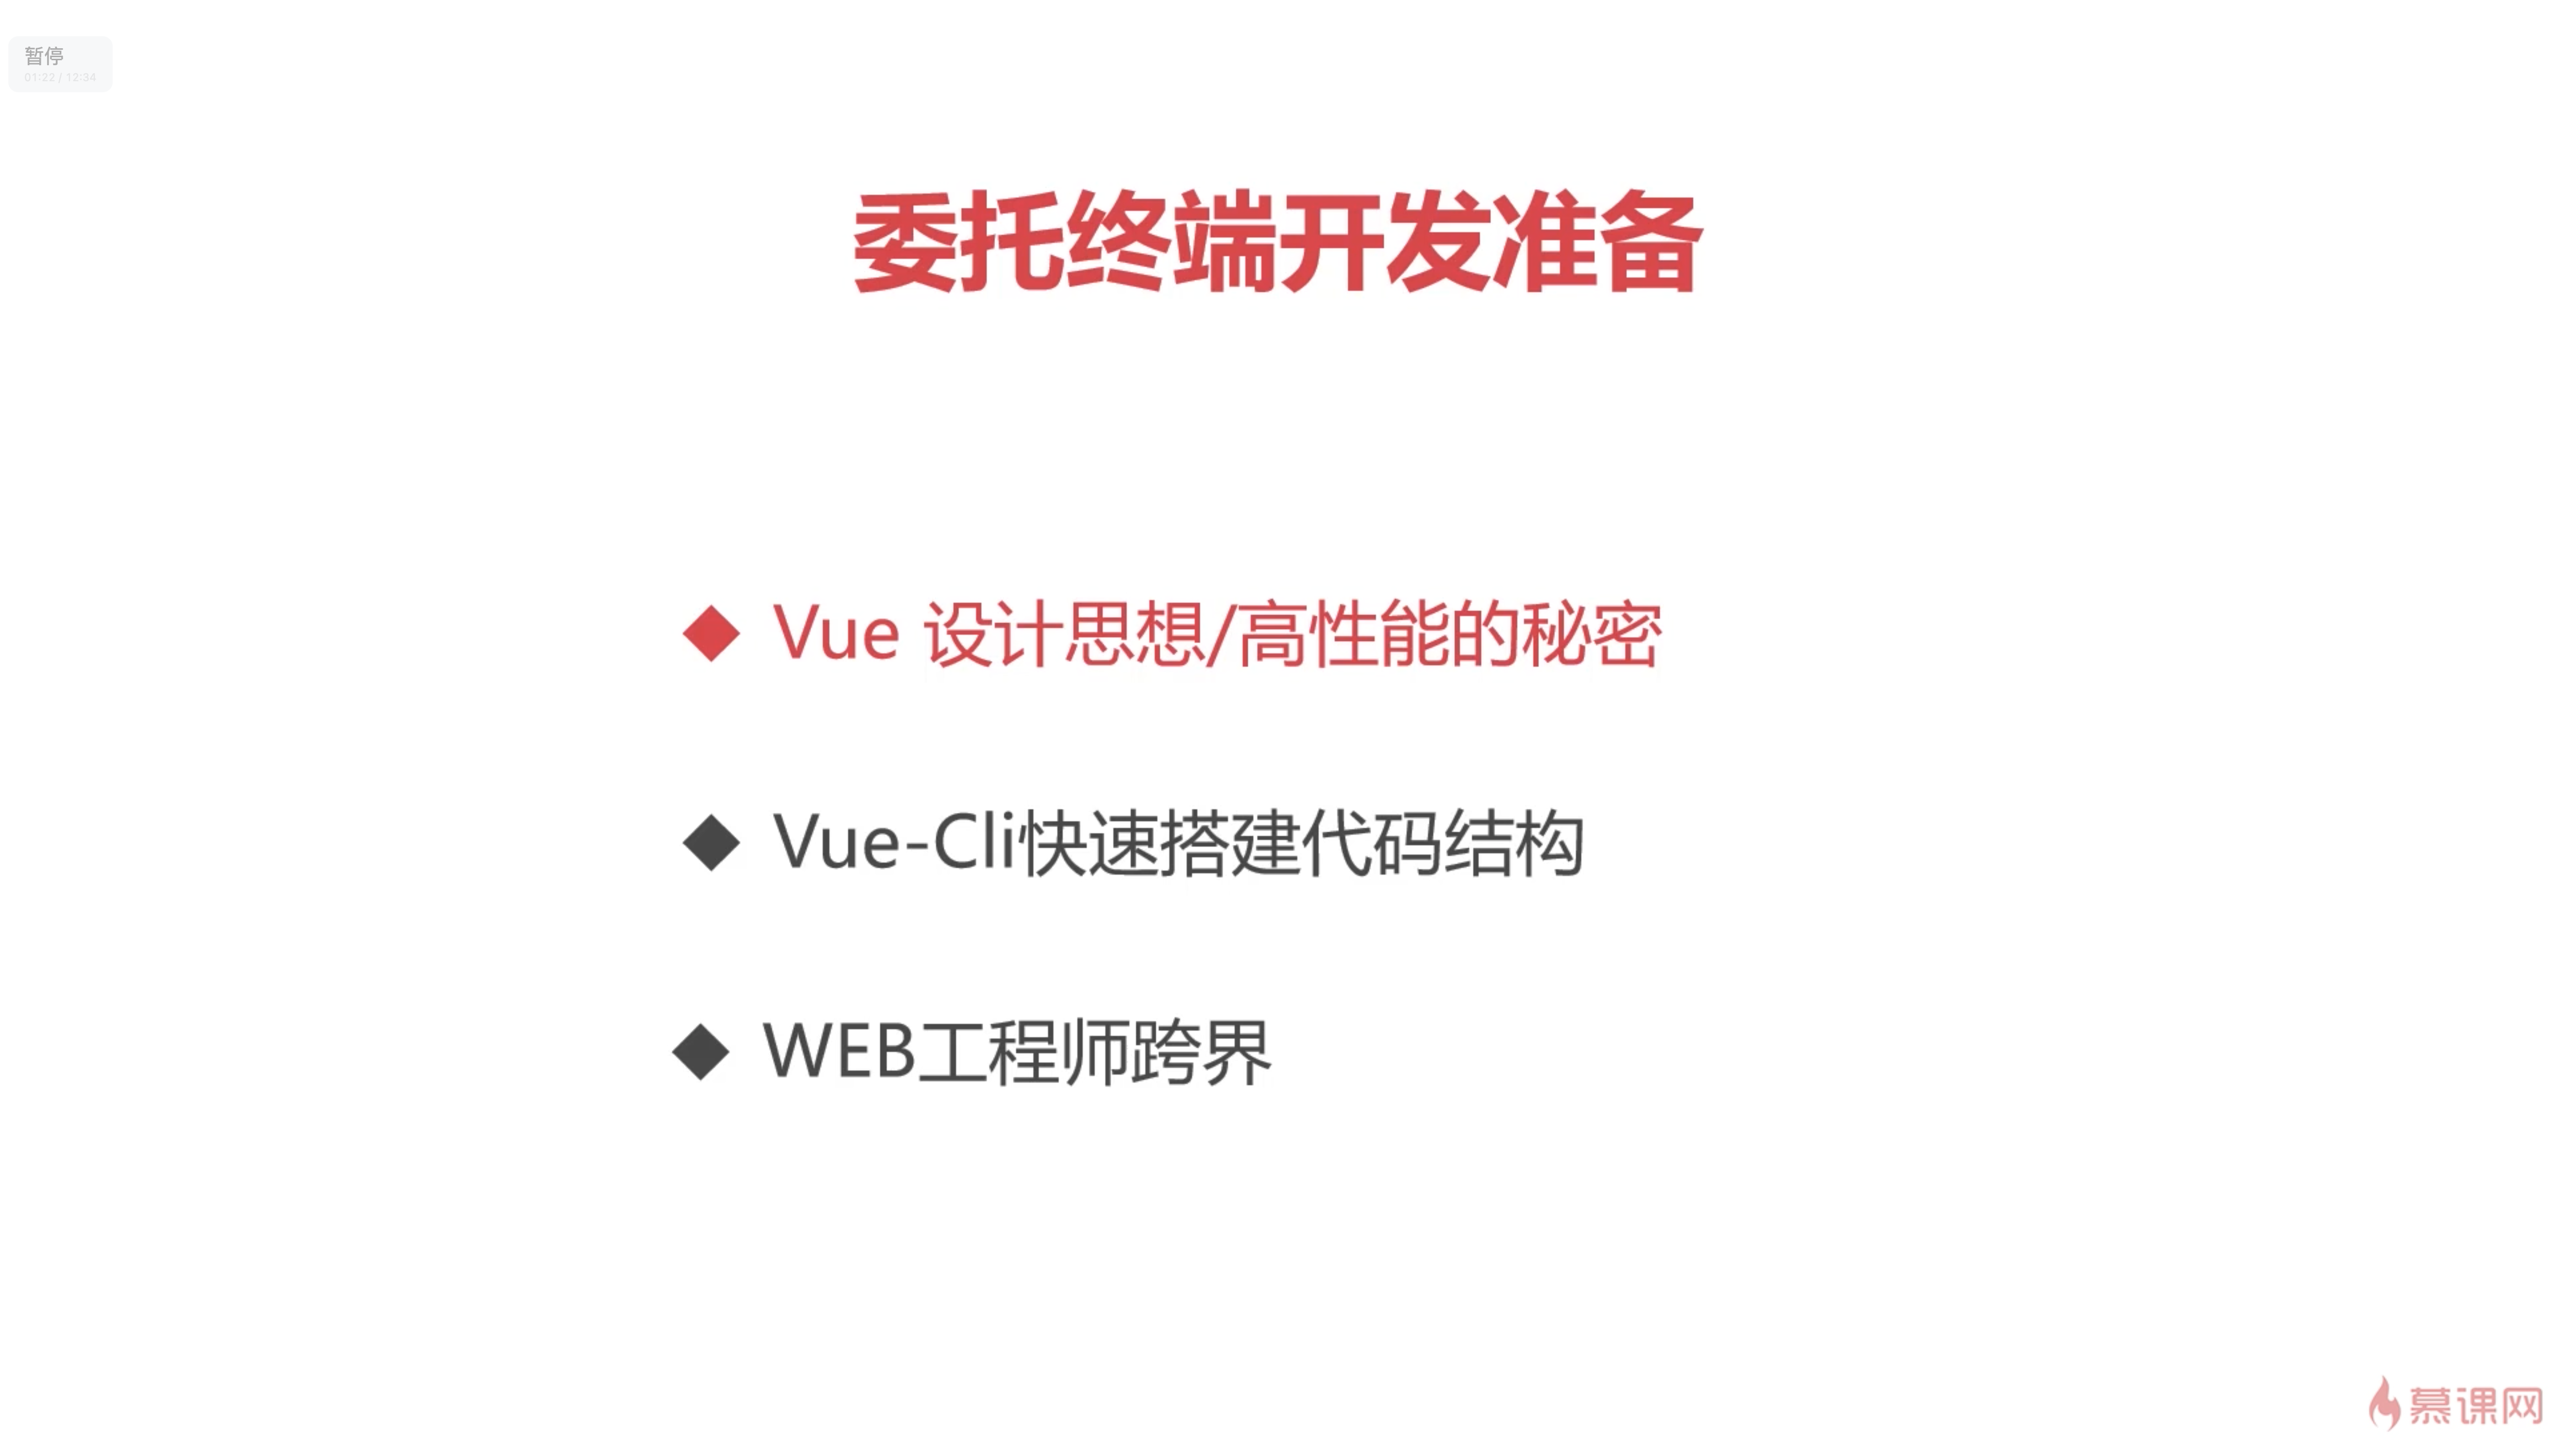 暂停
01:22 / 12:34
委托终端开发准备
◆ Vue 设计思想/高性能的秘密
◆ Vue-Cli快速搭建代码结构
◆ WEB工程师跨界
慕课网